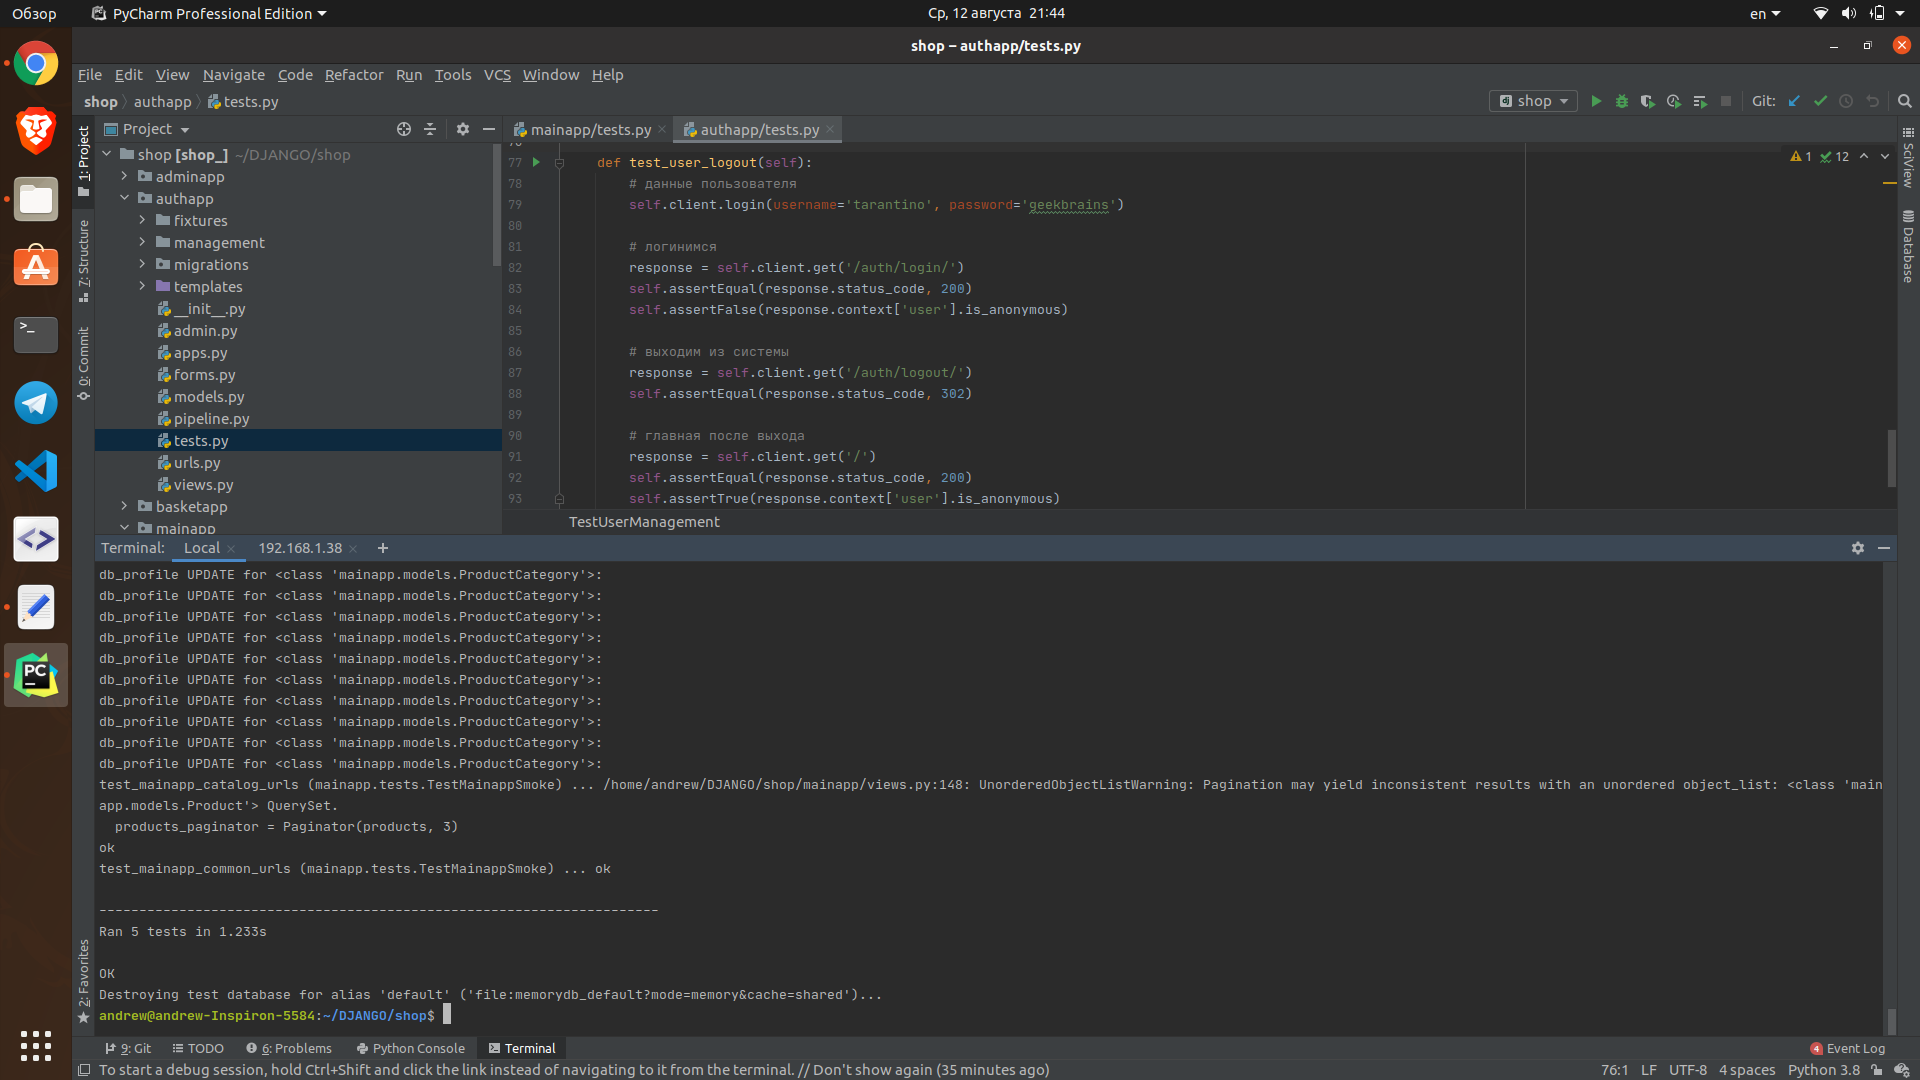 Обзор
PyCharm Professional Edition
Ср, 12 августа 21:44
en
shop – authapp/tests.py
File Edit View Navigate Code Refactor Run Tools VCS Window Help
shop authapp tests.py
shop
Git:
1: Project
7: Structure
0: Commit
2: Favorites
Project
shop [shop_] ~/DJANGO/shop
adminapp
authapp
fixtures
management
migrations
templates
__init__.py
admin.py
apps.py
forms.py
models.py
pipeline.py
tests.py
urls.py
views.py
basketapp
mainapp
mainapp/tests.py
authapp/tests.py
1 12
76
77 def test_user_logout(self):
78 # данные пользователя
79 self.client.login(username='tarantino', password='geekbrains')
80
81 # логинимся
82 response = self.client.get('/auth/login/')
83 self.assertEqual(response.status_code, 200)
84 self.assertFalse(response.context['user'].is_anonymous)
85
86 # выходим из системы
87 response = self.client.get('/auth/logout/')
88 self.assertEqual(response.status_code, 302)
89
90 # главная после выхода
91 response = self.client.get('/')
92 self.assertEqual(response.status_code, 200)
93 self.assertTrue(response.context['user'].is_anonymous)
TestUserManagement
SciView
Database
Terminal: Local 192.168.1.38 +
db_profile UPDATE for <class 'mainapp.models.ProductCategory'>:
db_profile UPDATE for <class 'mainapp.models.ProductCategory'>:
db_profile UPDATE for <class 'mainapp.models.ProductCategory'>:
db_profile UPDATE for <class 'mainapp.models.ProductCategory'>:
db_profile UPDATE for <class 'mainapp.models.ProductCategory'>:
db_profile UPDATE for <class 'mainapp.models.ProductCategory'>:
db_profile UPDATE for <class 'mainapp.models.ProductCategory'>:
db_profile UPDATE for <class 'mainapp.models.ProductCategory'>:
db_profile UPDATE for <class 'mainapp.models.ProductCategory'>:
db_profile UPDATE for <class 'mainapp.models.ProductCategory'>:
test_mainapp_catalog_urls (mainapp.tests.TestMainappSmoke) ... /home/andrew/DJANGO/shop/mainapp/views.py:148: UnorderedObjectListWarning: Pagination may yield inconsistent results with an unordered object_list: <class 'main
app.models.Product'> QuerySet.
products_paginator = Paginator(products, 3)
ok
test_mainapp_common_urls (mainapp.tests.TestMainappSmoke) ... ok
----------------------------------------------------------------------
Ran 5 tests in 1.233s
OK
Destroying test database for alias 'default' ('file:memorydb_default?mode=memory&cache=shared')...
andrew@andrew-Inspiron-5584:~/DJANGO/shop$
9: Git TODO 6: Problems Python Console Terminal
4 Event Log
To start a debug session, hold Ctrl+Shift and click the link instead of navigating to it from the terminal. // Don't show again (35 minutes ago)
76:1 LF UTF-8 4 spaces Python 3.8